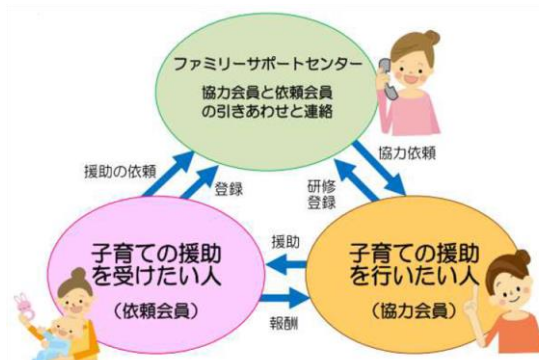 ファミリーサポートセンター
協力会員と依頼会員
の引きあわせと連絡
援助の依頼
登録
研修
登録
協力依頼
子育ての援助
を受けたい人
（依頼会員）
援助
報酬
子育ての援助
を行いたい人
（協力会員）